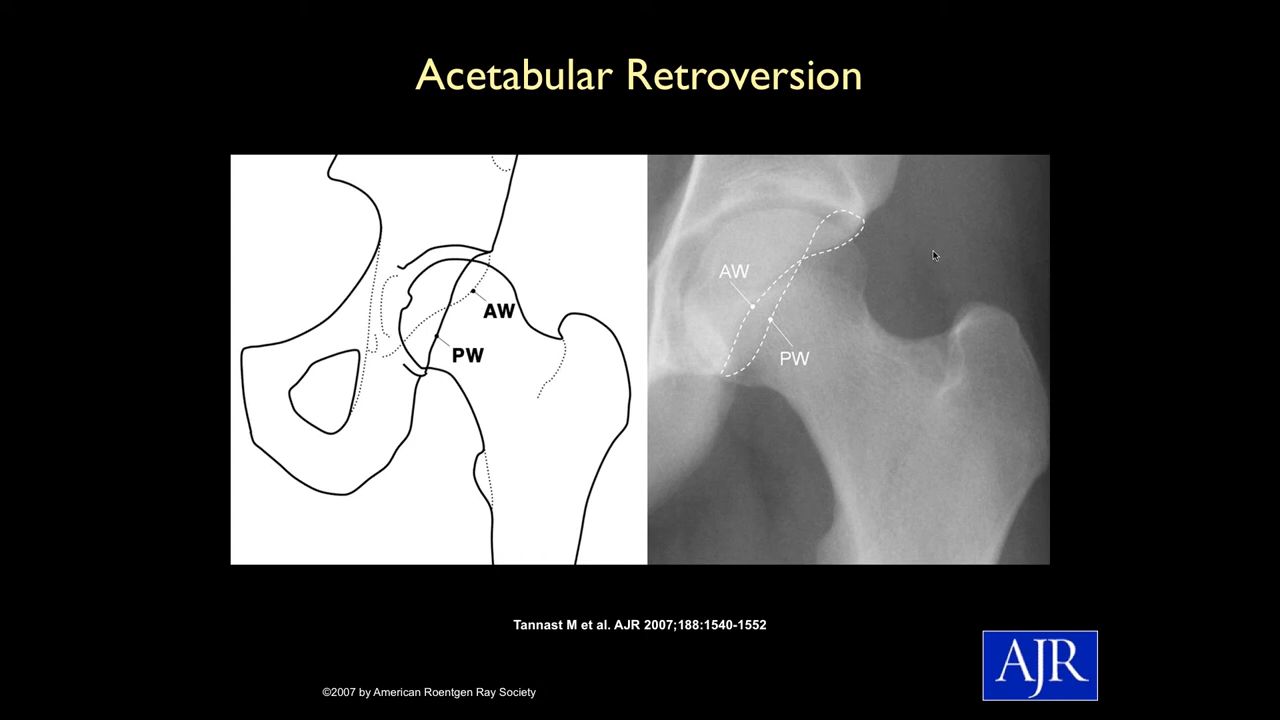 Acetabular Retroversion
AW
PW
AW
PW
Tannast M et al. AJR 2007;188:1540-1552
©2007 by American Roentgen Ray Society
AJR